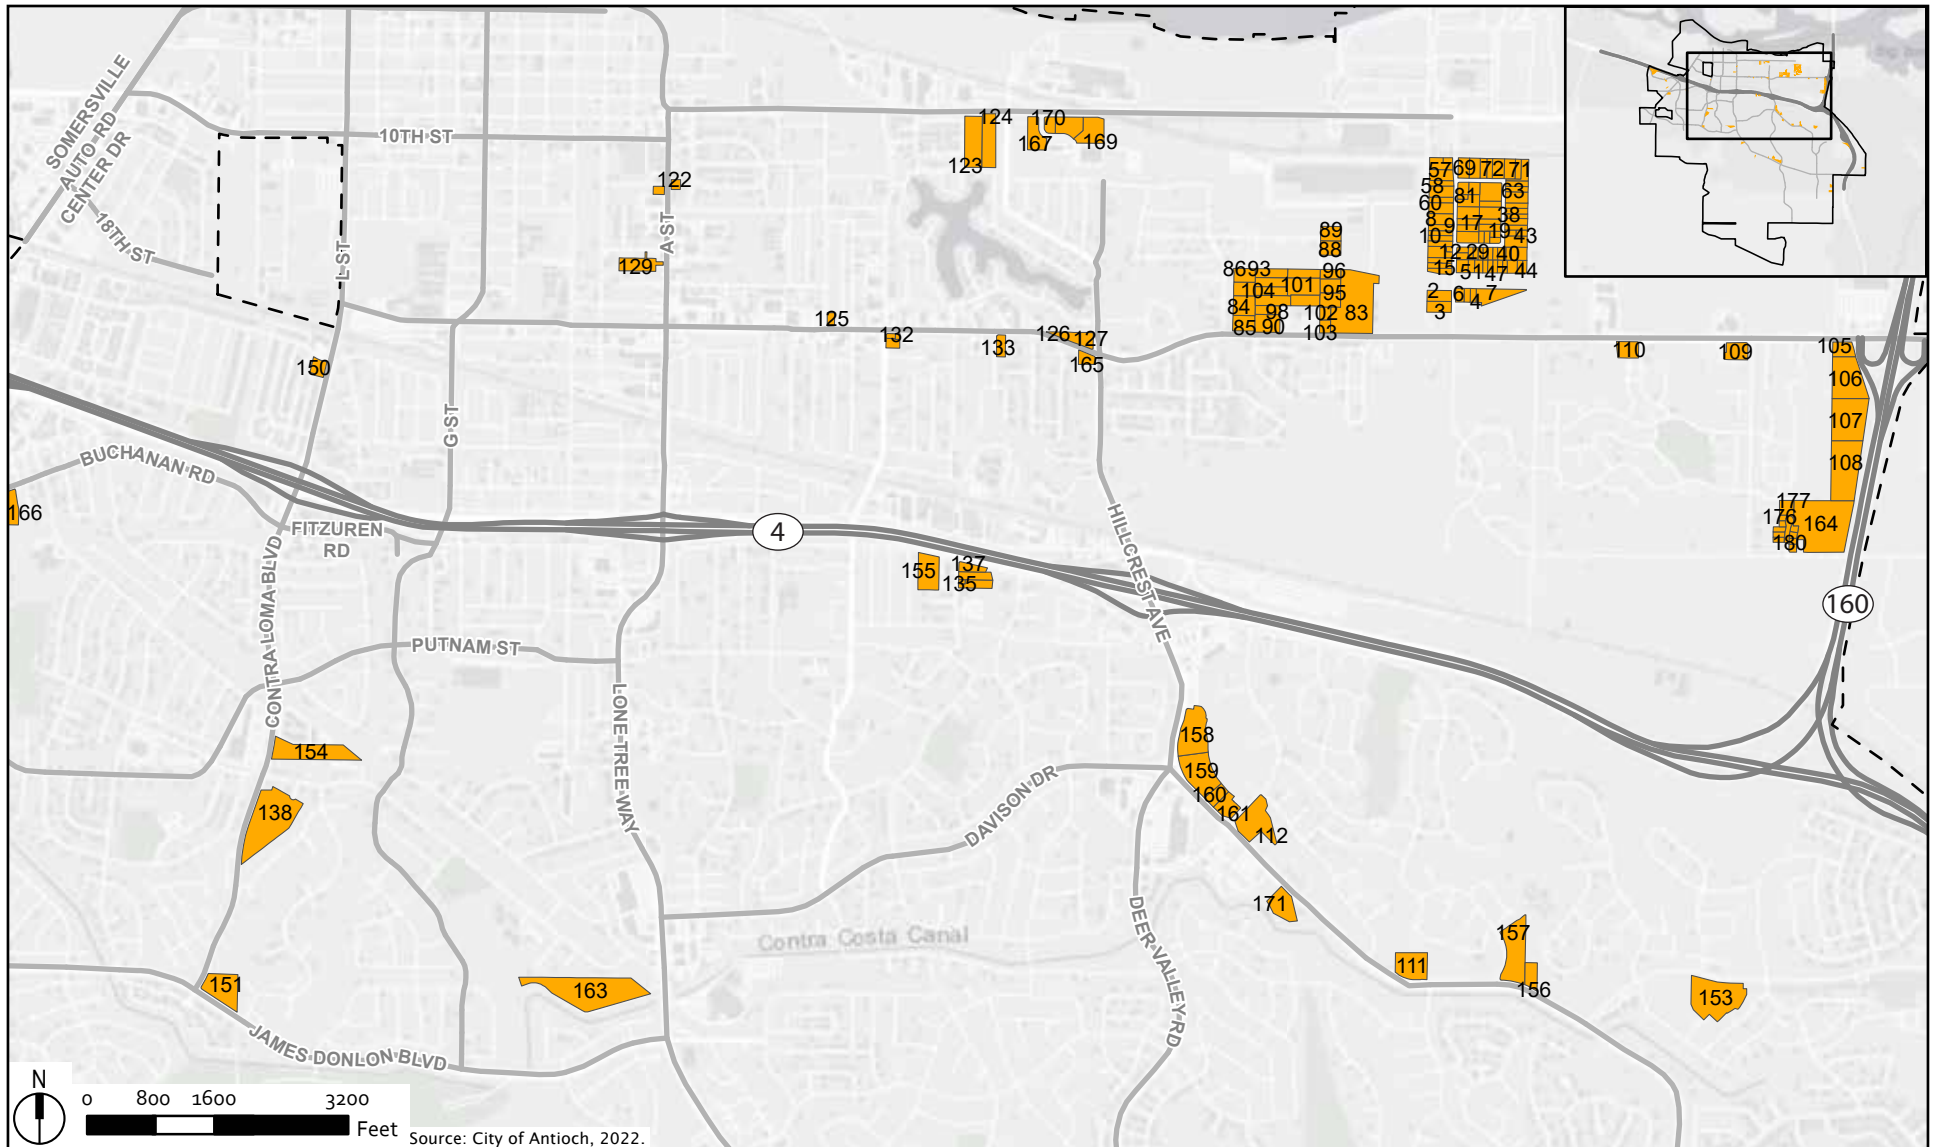 SOMERSVILLE
AUTO RD
CENTER DR
10TH ST
18TH ST
L ST
A ST
G ST
124
170
123
167
169
122
129
57 69 72 71
58
81
63
60
8
9
17
38
10
19
43
12 29 40
15 51 47 44
2
6
7
3
4
89
88
86 93
96
104
101
95
84
98
102
83
85 90
103
125
132
133
126
127
165
150
110
109
105
106
107
108
177
176
164
180
BUCHANAN RD
166
FITZUREN
RD
4
155
137
135
HILLCREST AVE
160
CONTRA LOMA BLVD
PUTNAM ST
LONE TREE WAY
154
138
158
159
160
161
112
DAVISON DR
171
DEER VALLEY RD
Contra Costa Canal
111
157
156
153
151
163
JAMES DONLON BLVD
N
0 800 1600 3200
Feet
Source: City of Antioch, 2022.